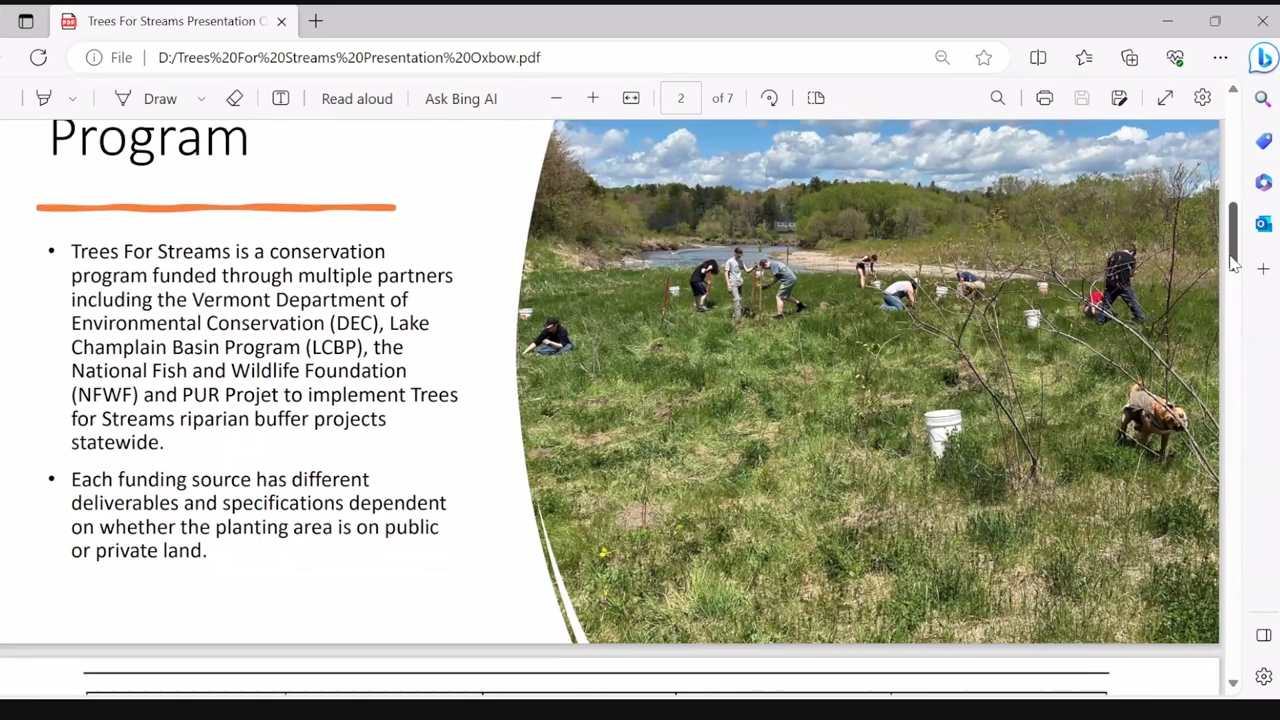 Trees For Streams Presentation C
File
D:/Trees%20For%20Streams%20Presentation%20Oxbow.pdf
Draw
Read aloud
Ask Bing AI
2
of 7
Program
• Trees For Streams is a conservation
program funded through multiple partners
including the Vermont Department of
Environmental Conservation (DEC), Lake
Champlain Basin Program (LCBP), the
National Fish and Wildlife Foundation
(NFWF) and PUR Projet to implement Trees
for Streams riparian buffer projects
statewide.
• Each funding source has different
deliverables and specifications dependent
on whether the planting area is on public
or private land.